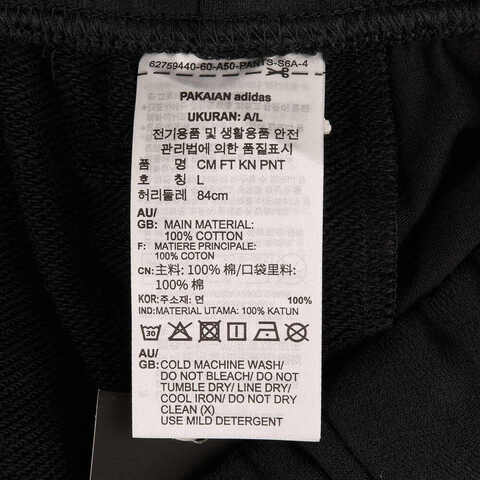 62759440-60-A50-PANTS-S6A-4
PAKAIAN adidas
UKURAN: A/L
전기용품 및 생활용품 안전
관리법에 의한 품질표시
품 명 CM FT KN PNT
호 칭 L
허리둘레 84cm
AU/
GB: MAIN MATERIAL:
100% COTTON
F: MATIERE PRINCIPALE:
100% COTON
CN: 主料: 100% 棉/口袋里料:
100% 棉
KOR: 주소재: 면 100%
IND: MATERIAL UTAMA: 100% KATUN
30
AU/
GB: COLD MACHINE WASH/
DO NOT BLEACH/ DO NOT
TUMBLE DRY/ LINE DRY/
COOL IRON/ DO NOT DRY
CLEAN (X)
USE MILD DETERGENT